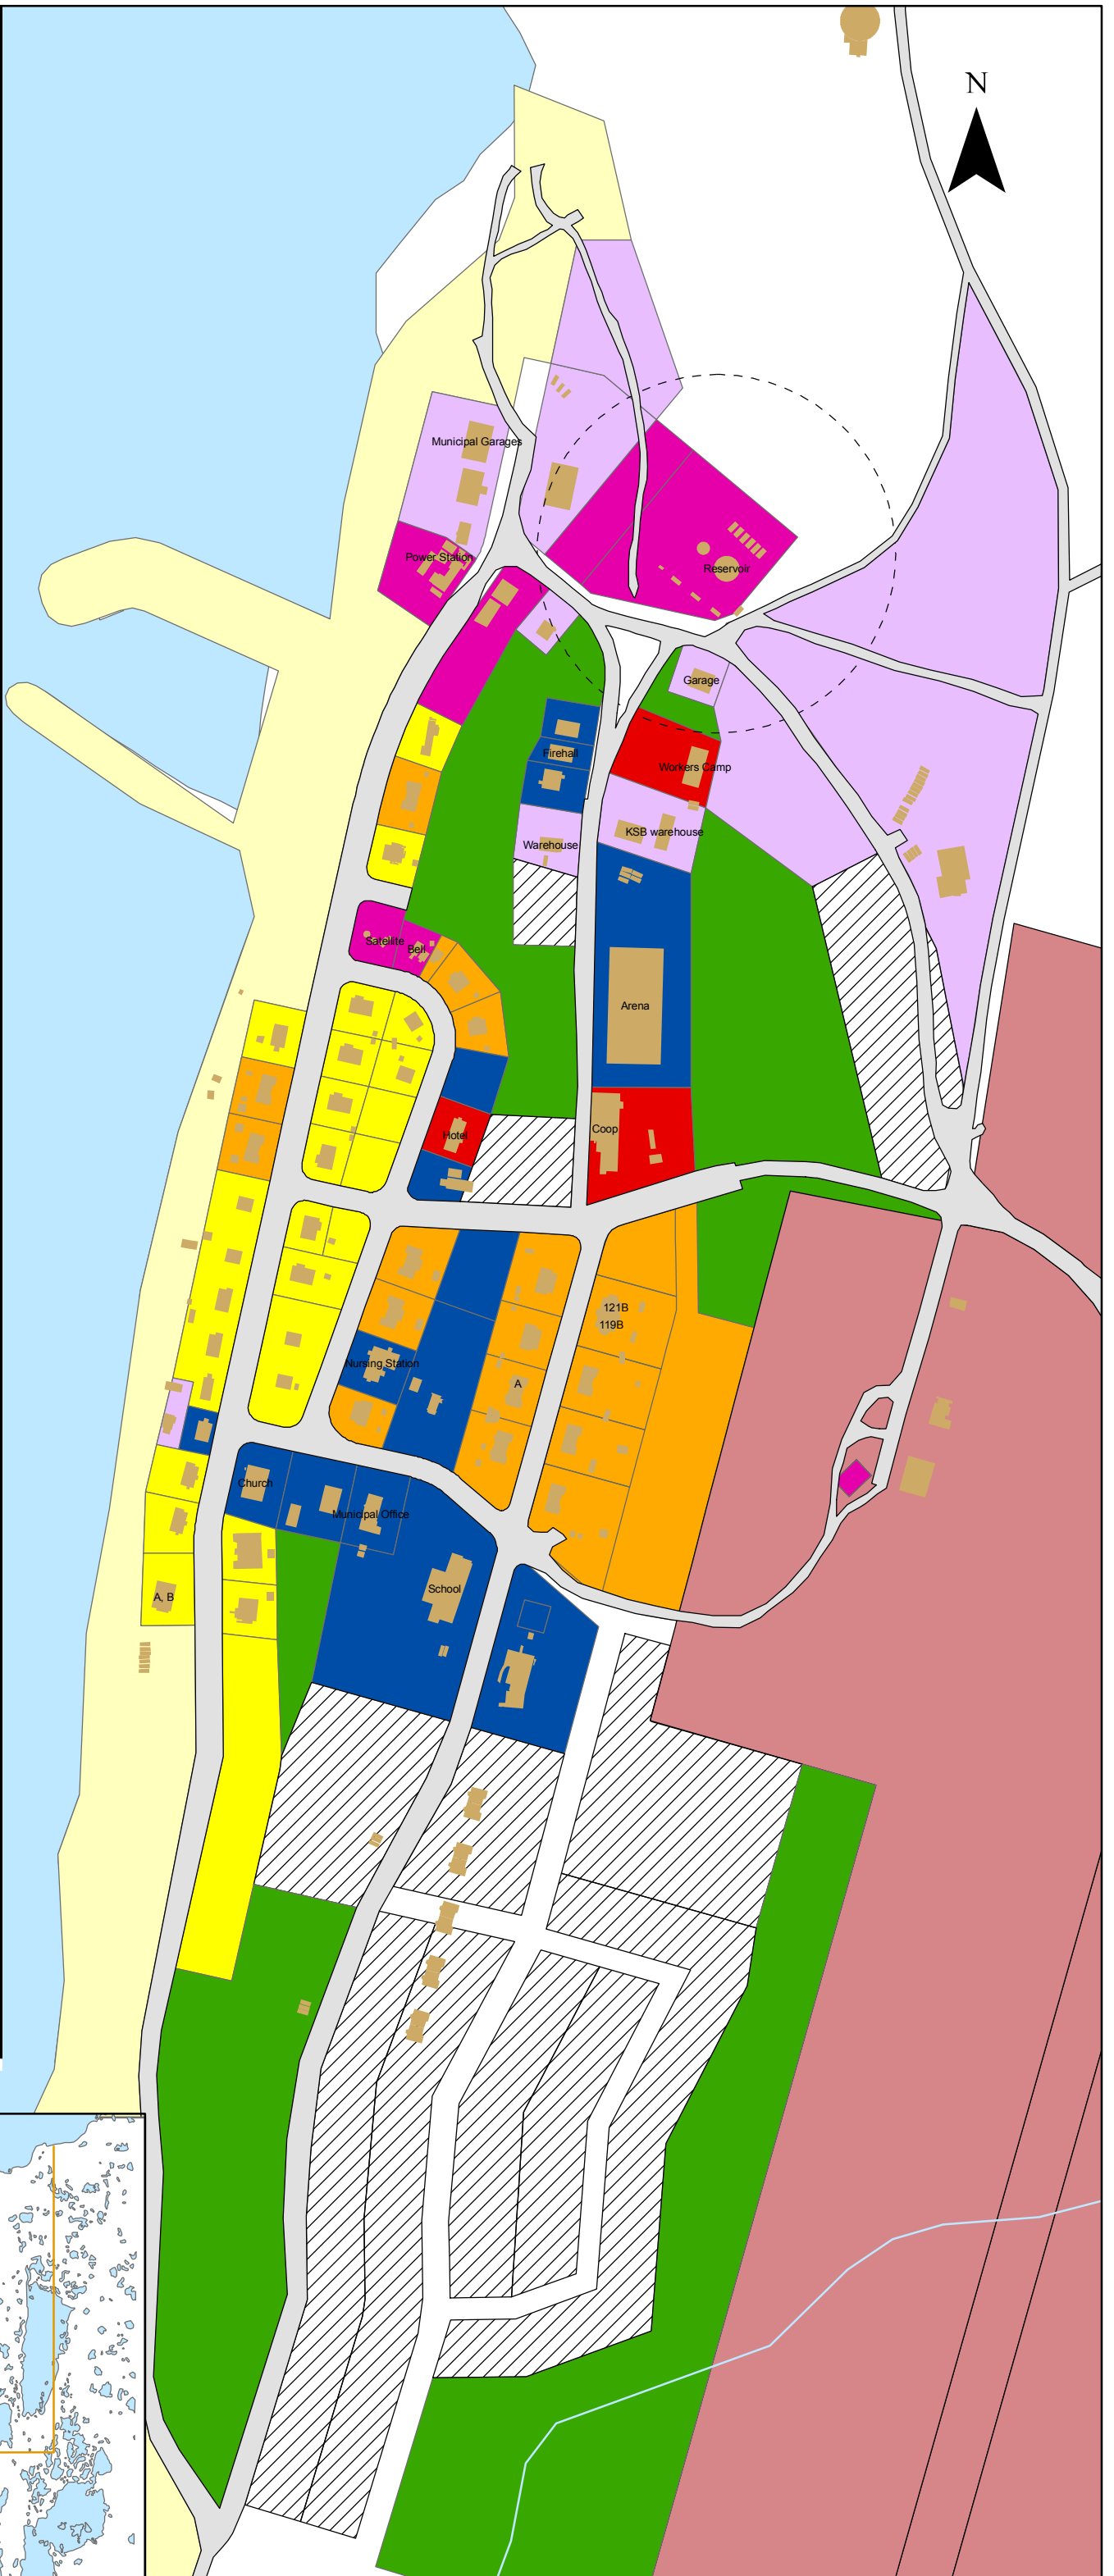 N
Municipal Garages
Power Station
Reservoir
Garage
Firehall
Workers Camp
KSB warehouse
Warehouse
Satellite
Bell
Arena
Coop
Hotel
121B
119B
Nursing Station
A
Church
Municipal Office
School
A, B